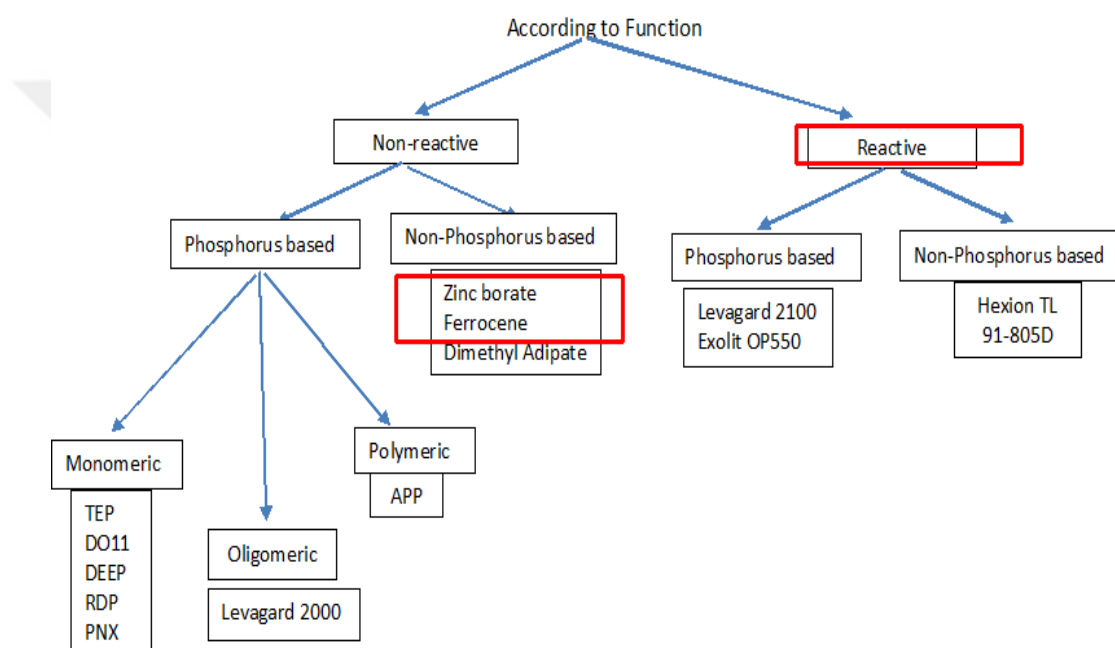 According to Function
Non-reactive
Reactive
Phosphorus based
Non-Phosphorus based
Zinc borate
Ferrocene
Dimethyl Adipate
Phosphorus based
Levagard 2100
Exolit OP550
Non-Phosphorus based
Hexion TL
91-805D
Monomeric
TEP
DO11
DEEP
RDP
PNX
Oligomeric
Levagard 2000
Polymeric
APP